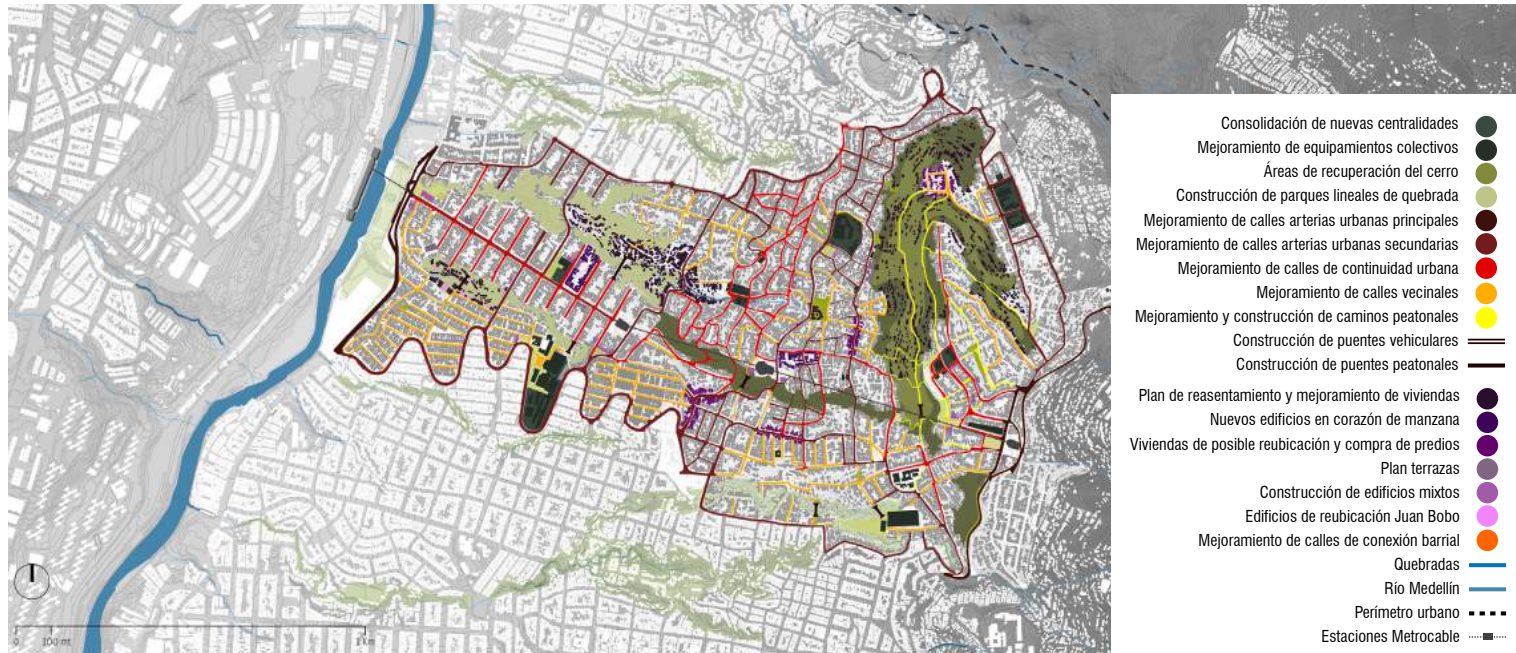 Consolidación de nuevas centralidades
Mejoramiento de equipamientos colectivos
Áreas de recuperación del cerro
Construcción de parques lineales de quebrada
Mejoramiento de calles arterias urbanas principales
Mejoramiento de calles arterias urbanas secundarias
Mejoramiento de calles de continuidad urbana
Mejoramiento de calles vecinales
Mejoramiento y construcción de caminos peatonales
Construcción de puentes vehiculares
Construcción de puentes peatonales
Plan de reasentamiento y mejoramiento de viviendas
Nuevos edificios en corazón de manzana
Viviendas de posible reubicación y compra de predios
Plan terrazas
Construcción de edificios mixtos
Edificios de reubicación Juan Bobo
Mejoramiento de calles de conexión barrial
Quebradas
Río Medellín
Perímetro urbano
Estaciones Metrocable
0 100 mt 1 Km